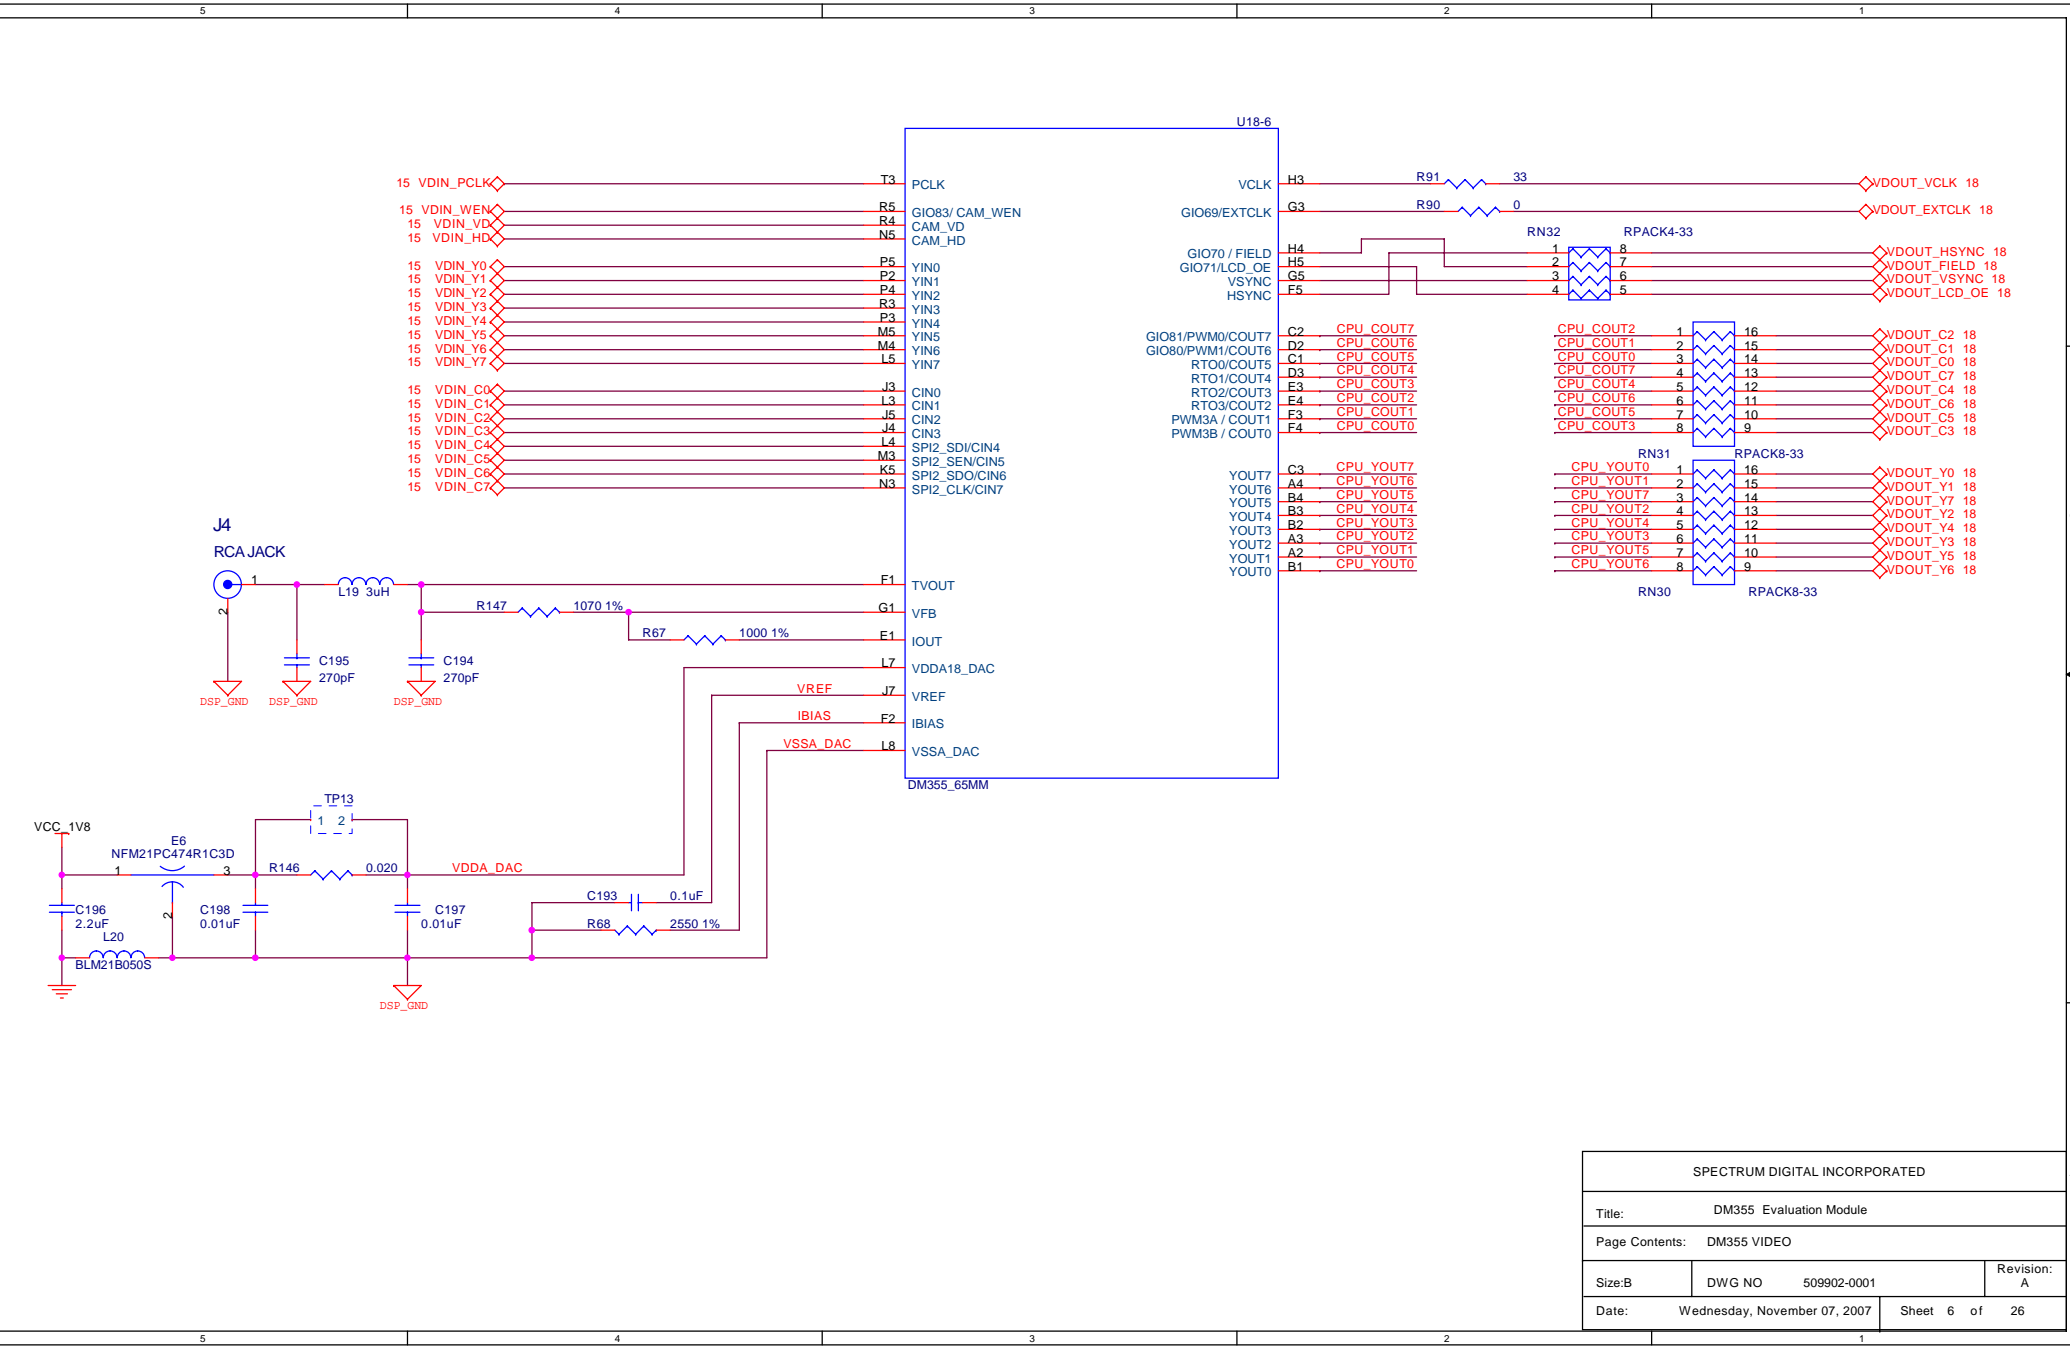 5 4 3 2 1
U18-6
15 VDIN_PCLK T3 PCLK VCLK H3 R91 33 VDOUT_VCLK 18
15 VDIN_WEN R5 GIO83/ CAM_WEN GIO69/EXTCLK G3 R90 0 VDOUT_EXTCLK 18
15 VDIN_VD R4 CAM_VD
15 VDIN_HD N5 CAM_HD
RN32 RPACK4-33
GIO70 / FIELD H4 1 8 VDOUT_HSYNC 18
15 VDIN_Y0 P5 YIN0 GIO71/LCD_OE H5 2 7 VDOUT_FIELD 18
15 VDIN_Y1 P2 YIN1 VSYNC G5 3 6 VDOUT_VSYNC 18
15 VDIN_Y2 P4 YIN2 HSYNC F5 4 5 VDOUT_LCD_OE 18
15 VDIN_Y3 R3 YIN3
15 VDIN_Y4 P3 YIN4
15 VDIN_Y5 M5 YIN5 GIO81/PWM0/COUT7 C2 CPU_COUT7 CPU_COUT2 1 16 VDOUT_C2 18
15 VDIN_Y6 M4 YIN6 GIO80/PWM1/COUT6 D2 CPU_COUT6 CPU_COUT1 2 15 VDOUT_C1 18
15 VDIN_Y7 L5 YIN7 RTO0/COUT5 C1 CPU_COUT5 CPU_COUT0 3 14 VDOUT_C0 18
RTO1/COUT4 D3 CPU_COUT4 CPU_COUT7 4 13 VDOUT_C7 18
15 VDIN_C0 J3 CIN0 RTO2/COUT3 E3 CPU_COUT3 CPU_COUT4 5 12 VDOUT_C4 18
15 VDIN_C1 L3 CIN1 RTO3/COUT2 E4 CPU_COUT2 CPU_COUT6 6 11 VDOUT_C6 18
15 VDIN_C2 J5 CIN2 PWM3A / COUT1 F3 CPU_COUT1 CPU_COUT5 7 10 VDOUT_C5 18
15 VDIN_C3 J4 CIN3 PWM3B / COUT0 F4 CPU_COUT0 CPU_COUT3 8 9 VDOUT_C3 18
15 VDIN_C4 L4 SPI2_SDI/CIN4
RN31 RPACK8-33
15 VDIN_C5 M3 SPI2_SEN/CIN5
15 VDIN_C6 K5 SPI2_SDO/CIN6 YOUT7 C3 CPU_YOUT7 CPU_YOUT0 1 16 VDOUT_Y0 18
15 VDIN_C7 N3 SPI2_CLK/CIN7 YOUT6 A4 CPU_YOUT6 CPU_YOUT1 2 15 VDOUT_Y1 18
YOUT5 B4 CPU_YOUT5 CPU_YOUT7 3 14 VDOUT_Y7 18
YOUT4 B3 CPU_YOUT4 CPU_YOUT2 4 13 VDOUT_Y2 18
YOUT3 B2 CPU_YOUT3 CPU_YOUT4 5 12 VDOUT_Y4 18
YOUT2 A3 CPU_YOUT2 CPU_YOUT3 6 11 VDOUT_Y3 18
YOUT1 A2 CPU_YOUT1 CPU_YOUT5 7 10 VDOUT_Y5 18
YOUT0 B1 CPU_YOUT0 CPU_YOUT6 8 9 VDOUT_Y6 18
RN30 RPACK8-33
J4
RCA JACK
1 L19 3uH F1 TVOUT
2 R147 1070 1% G1 VFB
R67 1000 1% E1 IOUT
C195 C194 L7 VDDA18_DAC
270pF 270pF
DSP_GND DSP_GND DSP_GND
VREF J7 VREF
IBIAS F2 IBIAS
VSSA_DAC L8 VSSA_DAC
DM355_65MM
TP13
1 2
VCC_1V8
E6
NFM21PC474R1C3D
1 3 R146 0.020 VDDA_DAC
2
C196 C198 C197 C193 0.1uF
2.2uF 0.01uF 0.01uF R68 2550 1%
L20
BLM21B050S
DSP_GND
SPECTRUM DIGITAL INCORPORATED
Title: DM355 Evaluation Module
Page Contents: DM355 VIDEO
Size:B DWG NO 509902-0001 Revision:
A
Date: Wednesday, November 07, 2007 Sheet 6 of 26
5 4 3 2 1